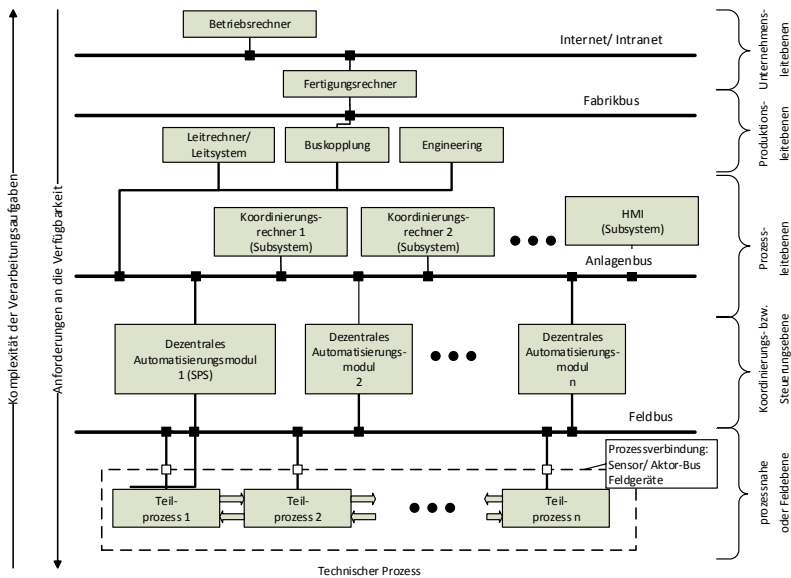 Betriebsrechner
Internet/ Intranet
Fertigungsrechner
Fabrikbus
Leitrechner/
Leitsystem
Buskopplung
Engineering
Koordinierungs-
rechner 1
(Subsystem)
Koordinierungs-
rechner 2
(Subsystem)
HMI
(Subsystem)
Anlagenbus
Dezentrales
Automatisierungsmodul
1 (SPS)
Dezentrales
Automatisierungs-
modul
2
Dezentrales
Automatisierungs-
modul
n
Feldbus
Prozessverbindung:
Sensor/ Aktor-Bus
Feldgeräte
Teil-
prozess 1
Teil-
prozess 2
Teil-
prozess n
Technischer Prozess
Komplexität der Verarbeitungsaufgaben
Anforderungen an die Verfügbarkeit
Unternehmens-
leitebenen
Produktions-
leitebenen
Prozess-
leitebenen
Koordinierungs- bzw.
Steuerungsebene
prozessnahe
oder Feldebene